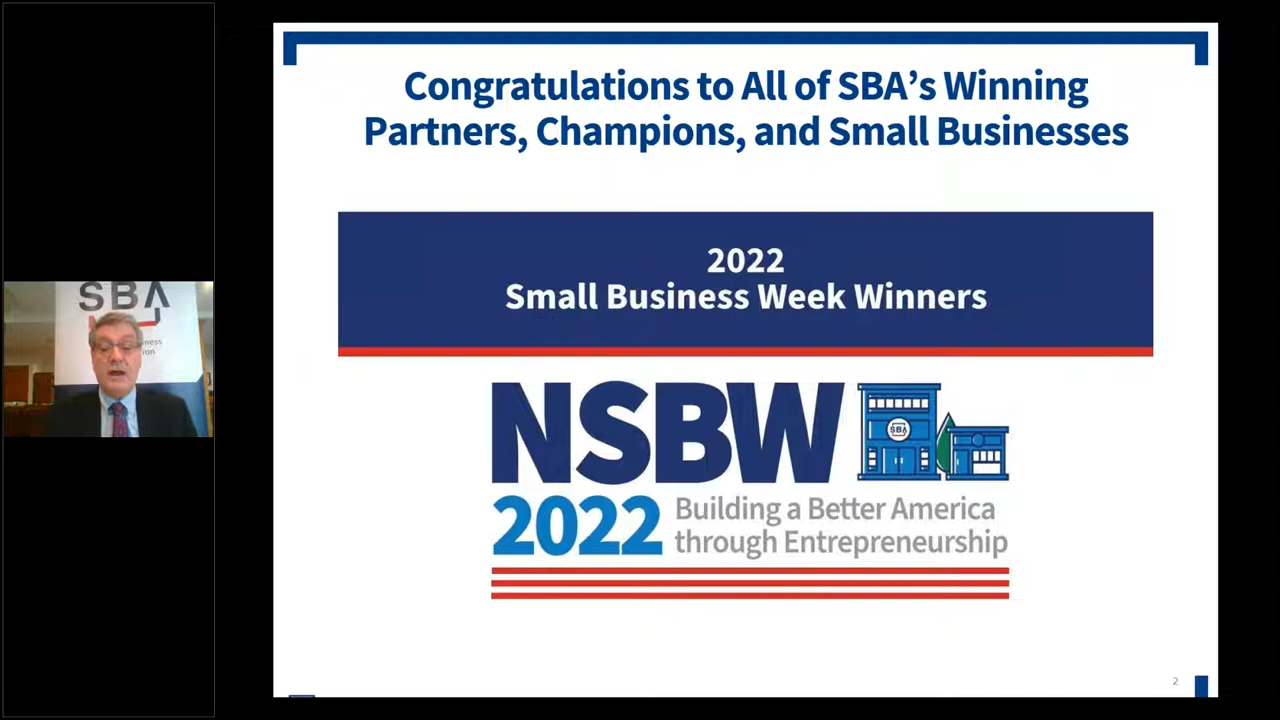 Congratulations to All of SBA’s Winning
Partners, Champions, and Small Businesses
2022
Small Business Week Winners
NSBW
SBA
2022
Building a Better America
through Entrepreneurship
2
SBA